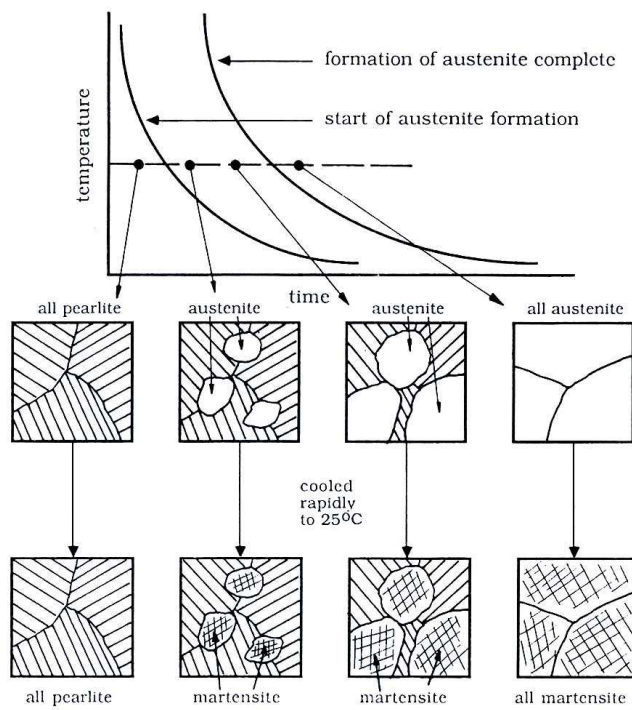 formation of austenite complete
start of austenite formation
temperature
time
all pearlite
austenite
austenite
all austenite
cooled
rapidly
to 25°C
all pearlite
martensite
martensite
all martensite